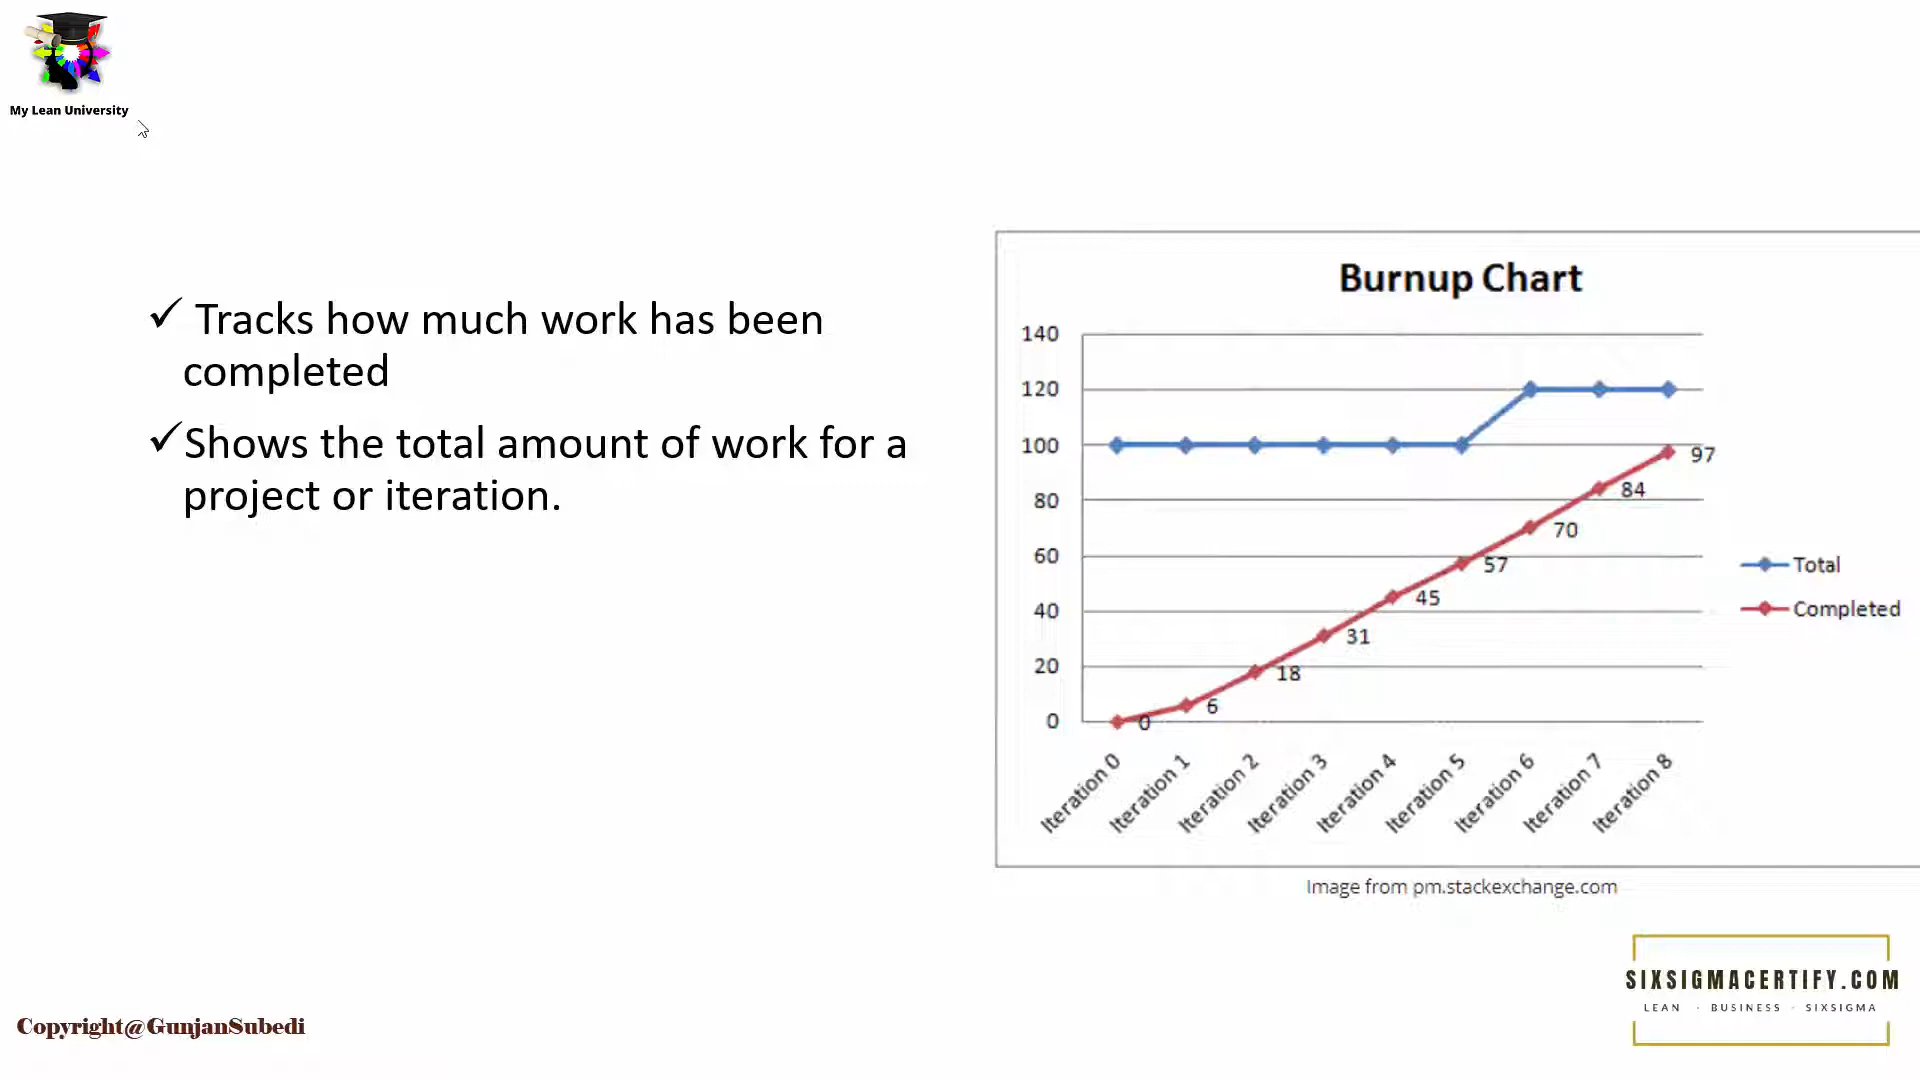 My Lean University
✓ Tracks how much work has been
completed
✓Shows the total amount of work for a
project or iteration.
Burnup Chart
140
120
100
80
60
40
20
0
97
84
70
57
45
31
18
6
0
Total
Completed
Iteration 0
Iteration 1
Iteration 2
Iteration 3
Iteration 4
Iteration 5
Iteration 6
Iteration 7
Iteration 8
Image from pm.stackexchange.com
SIXSIGMACERTIFY.COM
LEAN · BUSINESS · SIXSIGMA
Copyright@GunjanSubedi